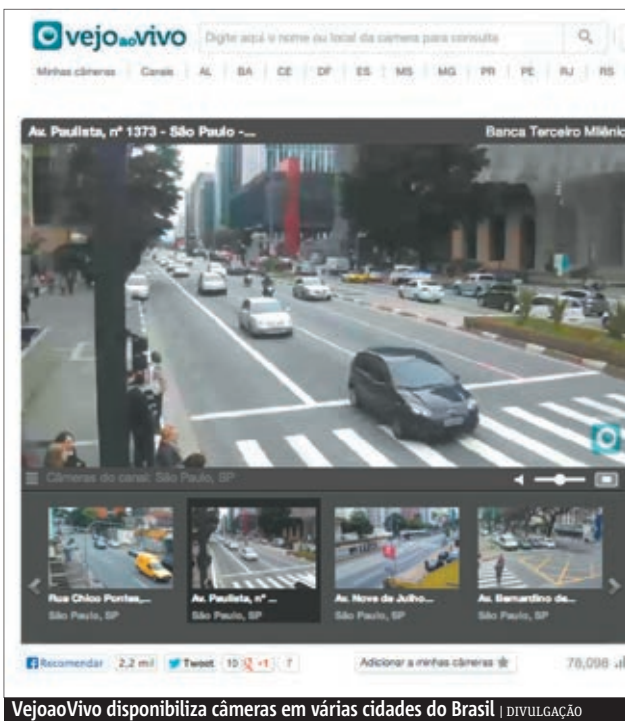 vejoaovivo
Digite aqui o nome ou local da camera para consulta
Minhas câmeras Canais AL BA CE DF ES MS MG PR PE RJ RS
Av. Paulista, nº 1373 - São Paulo -... Banca Terceiro Milênio
Câmeras do canal: São Paulo, SP
Rua Chico Pontes,... Av. Paulista, nº ... Av. Nove de Julho... Av. Bernardino de...
São Paulo, SP São Paulo, SP São Paulo, SP São Paulo, SP
Recomendar 2,2 mil Tweet 10 +1 7 Adicionar a minhas câmeras 78,098
VejoaoVivo disponibiliza câmeras em várias cidades do Brasil | DIVULGAÇÃO